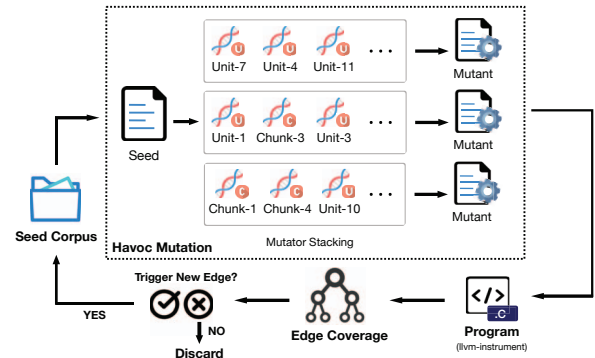 U U U
Unit-7 Unit-4 Unit-11 ...
Mutant
U C U
Unit-1 Chunk-3 Unit-3 ...
Mutant
Seed
C C U
Chunk-1 Chunk-4 Unit-10 ...
Mutant
Seed Corpus
Havoc Mutation
Mutator Stacking
Trigger New Edge?
YES
NO
Discard
Edge Coverage
</>
.C
Program
(llvm-instrument)